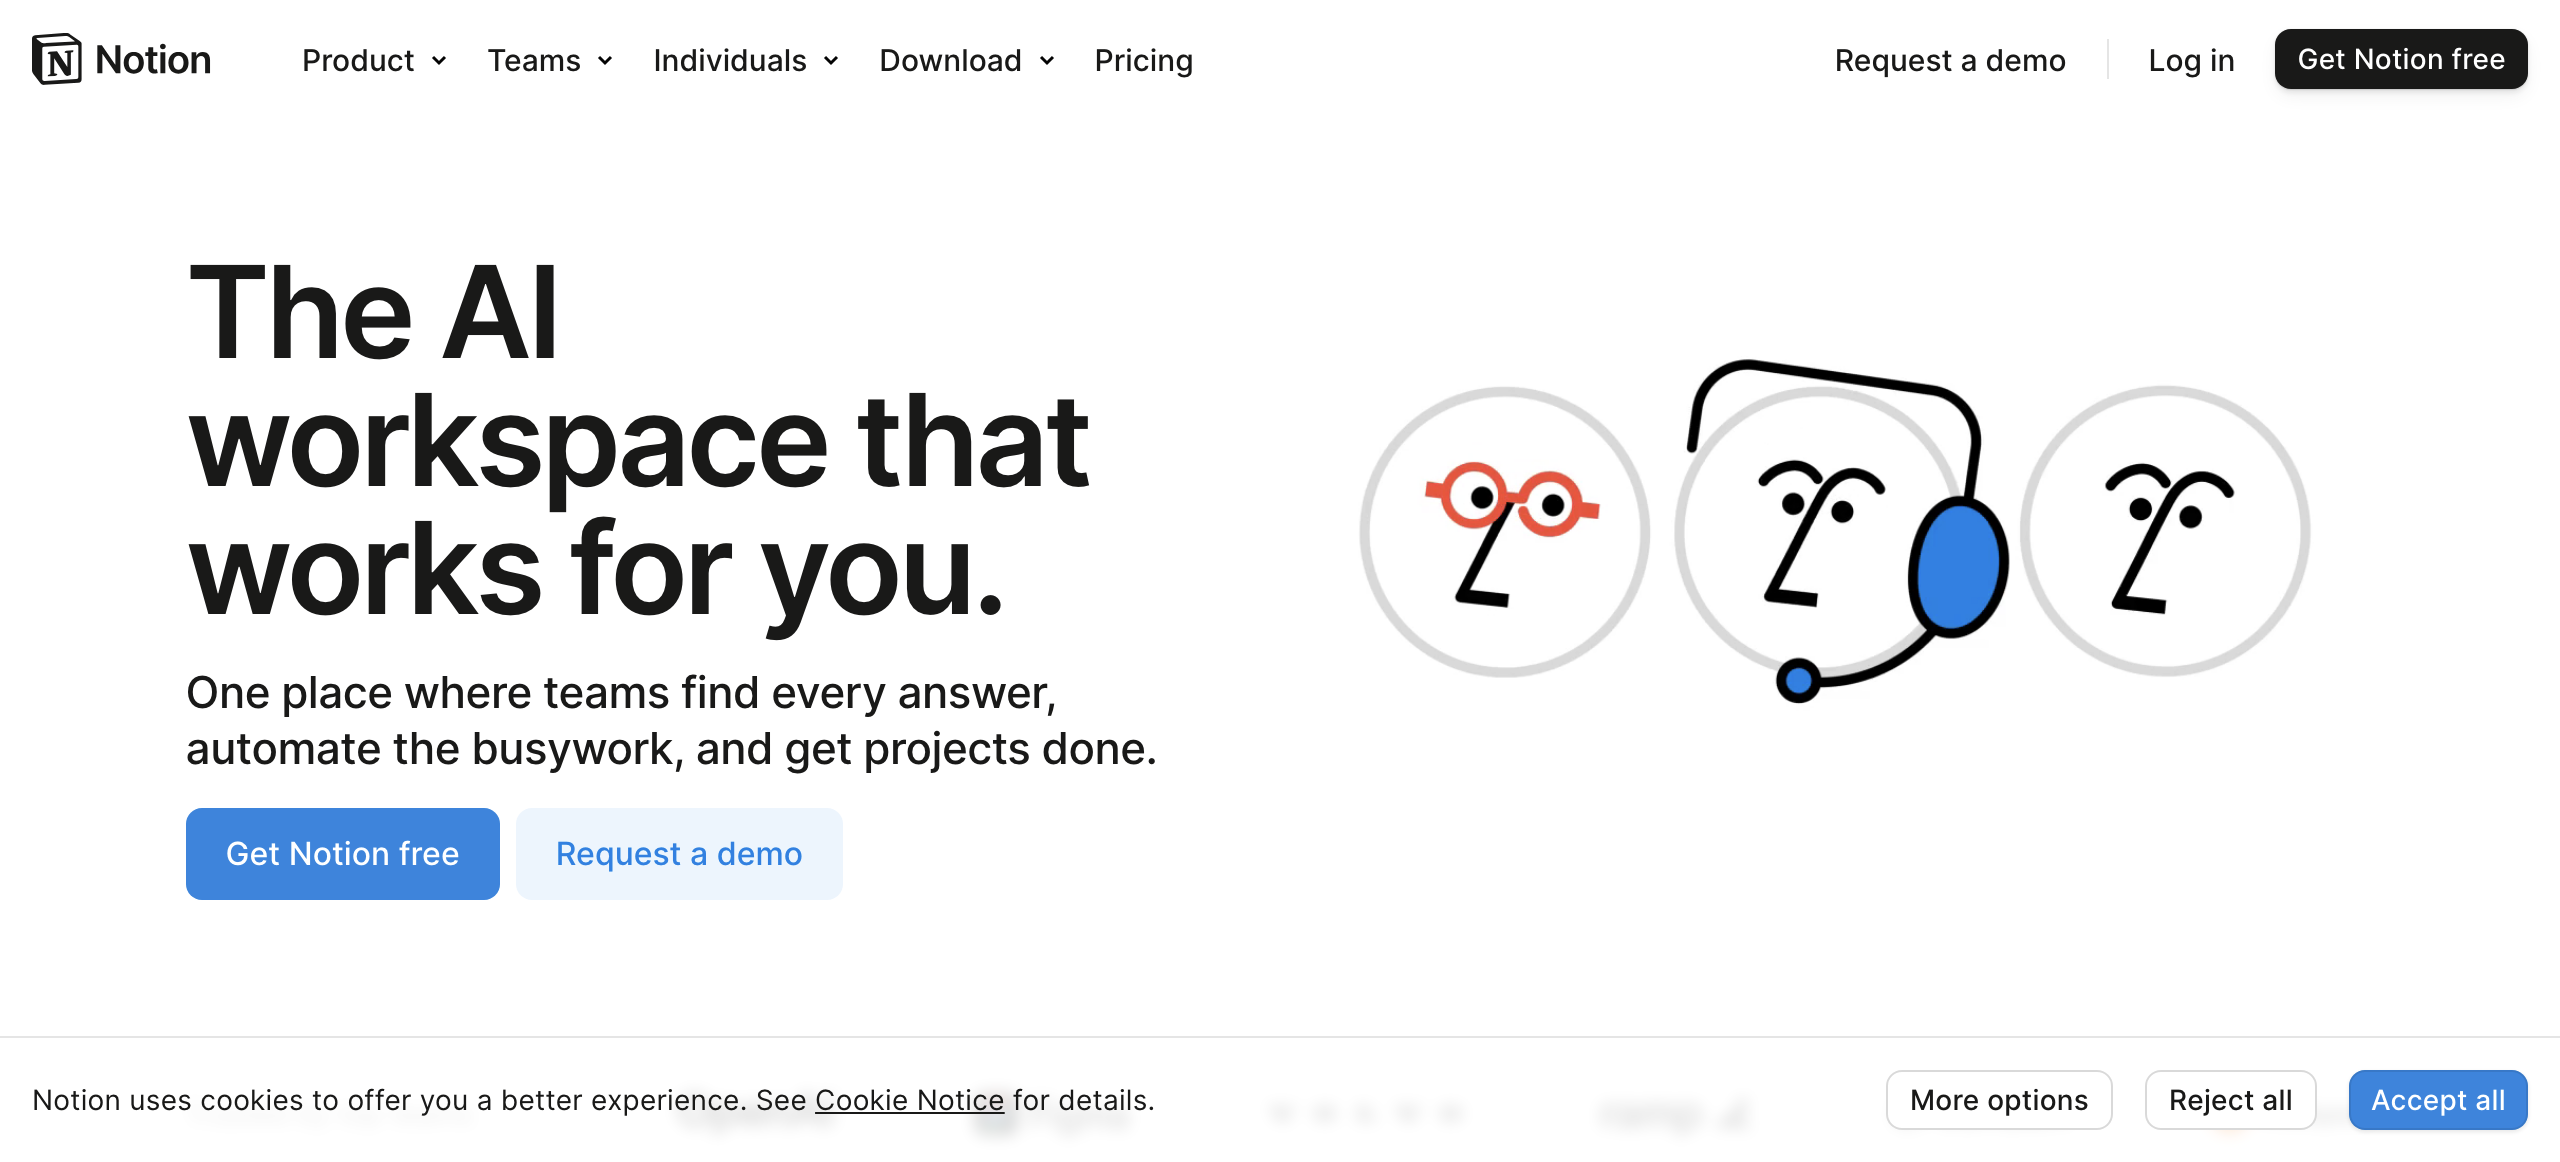 Notion
Product
Teams
Individuals
Download
Pricing
Request a demo
Log in
Get Notion free
The AI
workspace that
works for you.
One place where teams find every answer,
automate the busywork, and get projects done.
Get Notion free
Request a demo
Notion uses cookies to offer you a better experience. See Cookie Notice for details.
More options
Reject all
Accept all